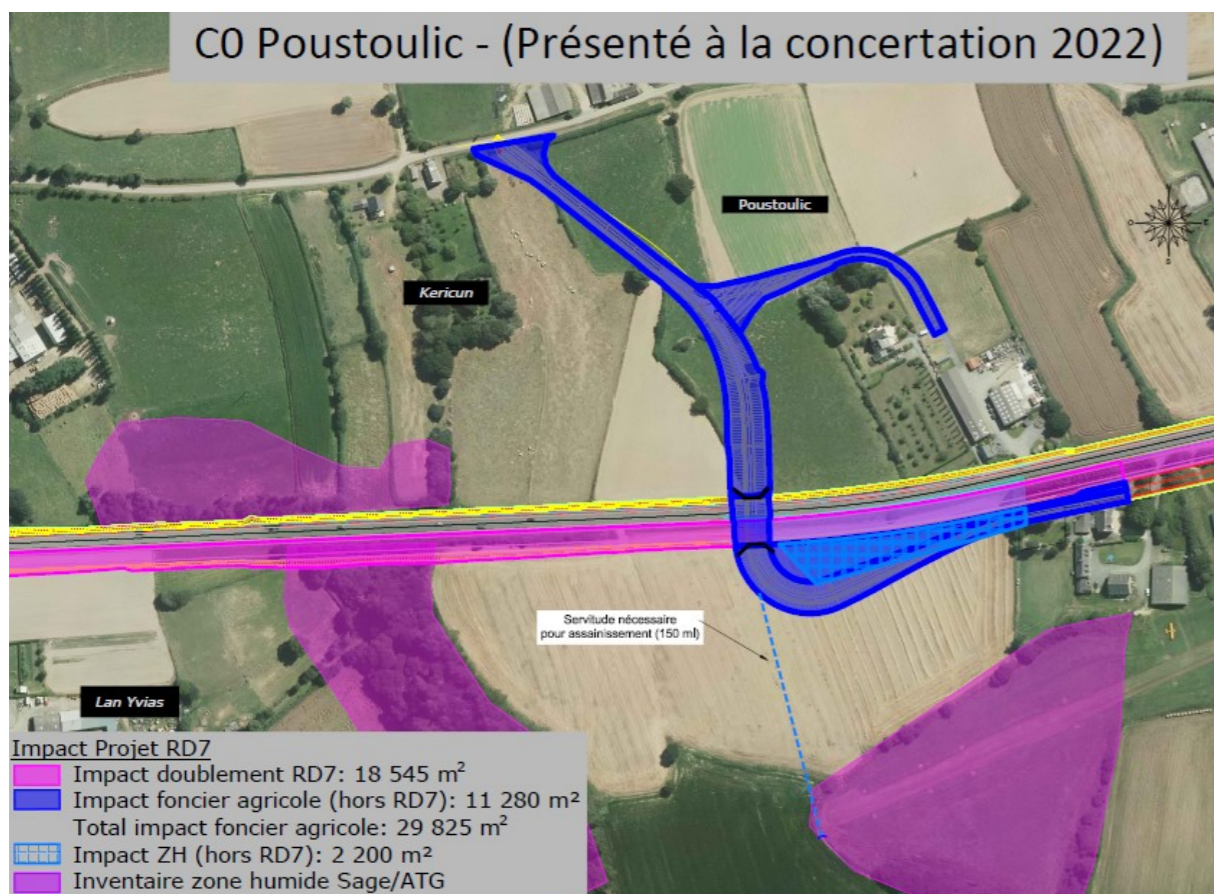 C0 Poustoulic - (Présenté à la concertation 2022)
Poustoulic
Kericun
Servitude nécessaire
pour assainissement (150 ml)
Lan Yvias
Impact Projet RD7
Impact doublement RD7: 18 545 m²
Impact foncier agricole (hors RD7): 11 280 m²
Total impact foncier agricole: 29 825 m²
Impact ZH (hors RD7): 2 200 m²
Inventaire zone humide Sage/ATG